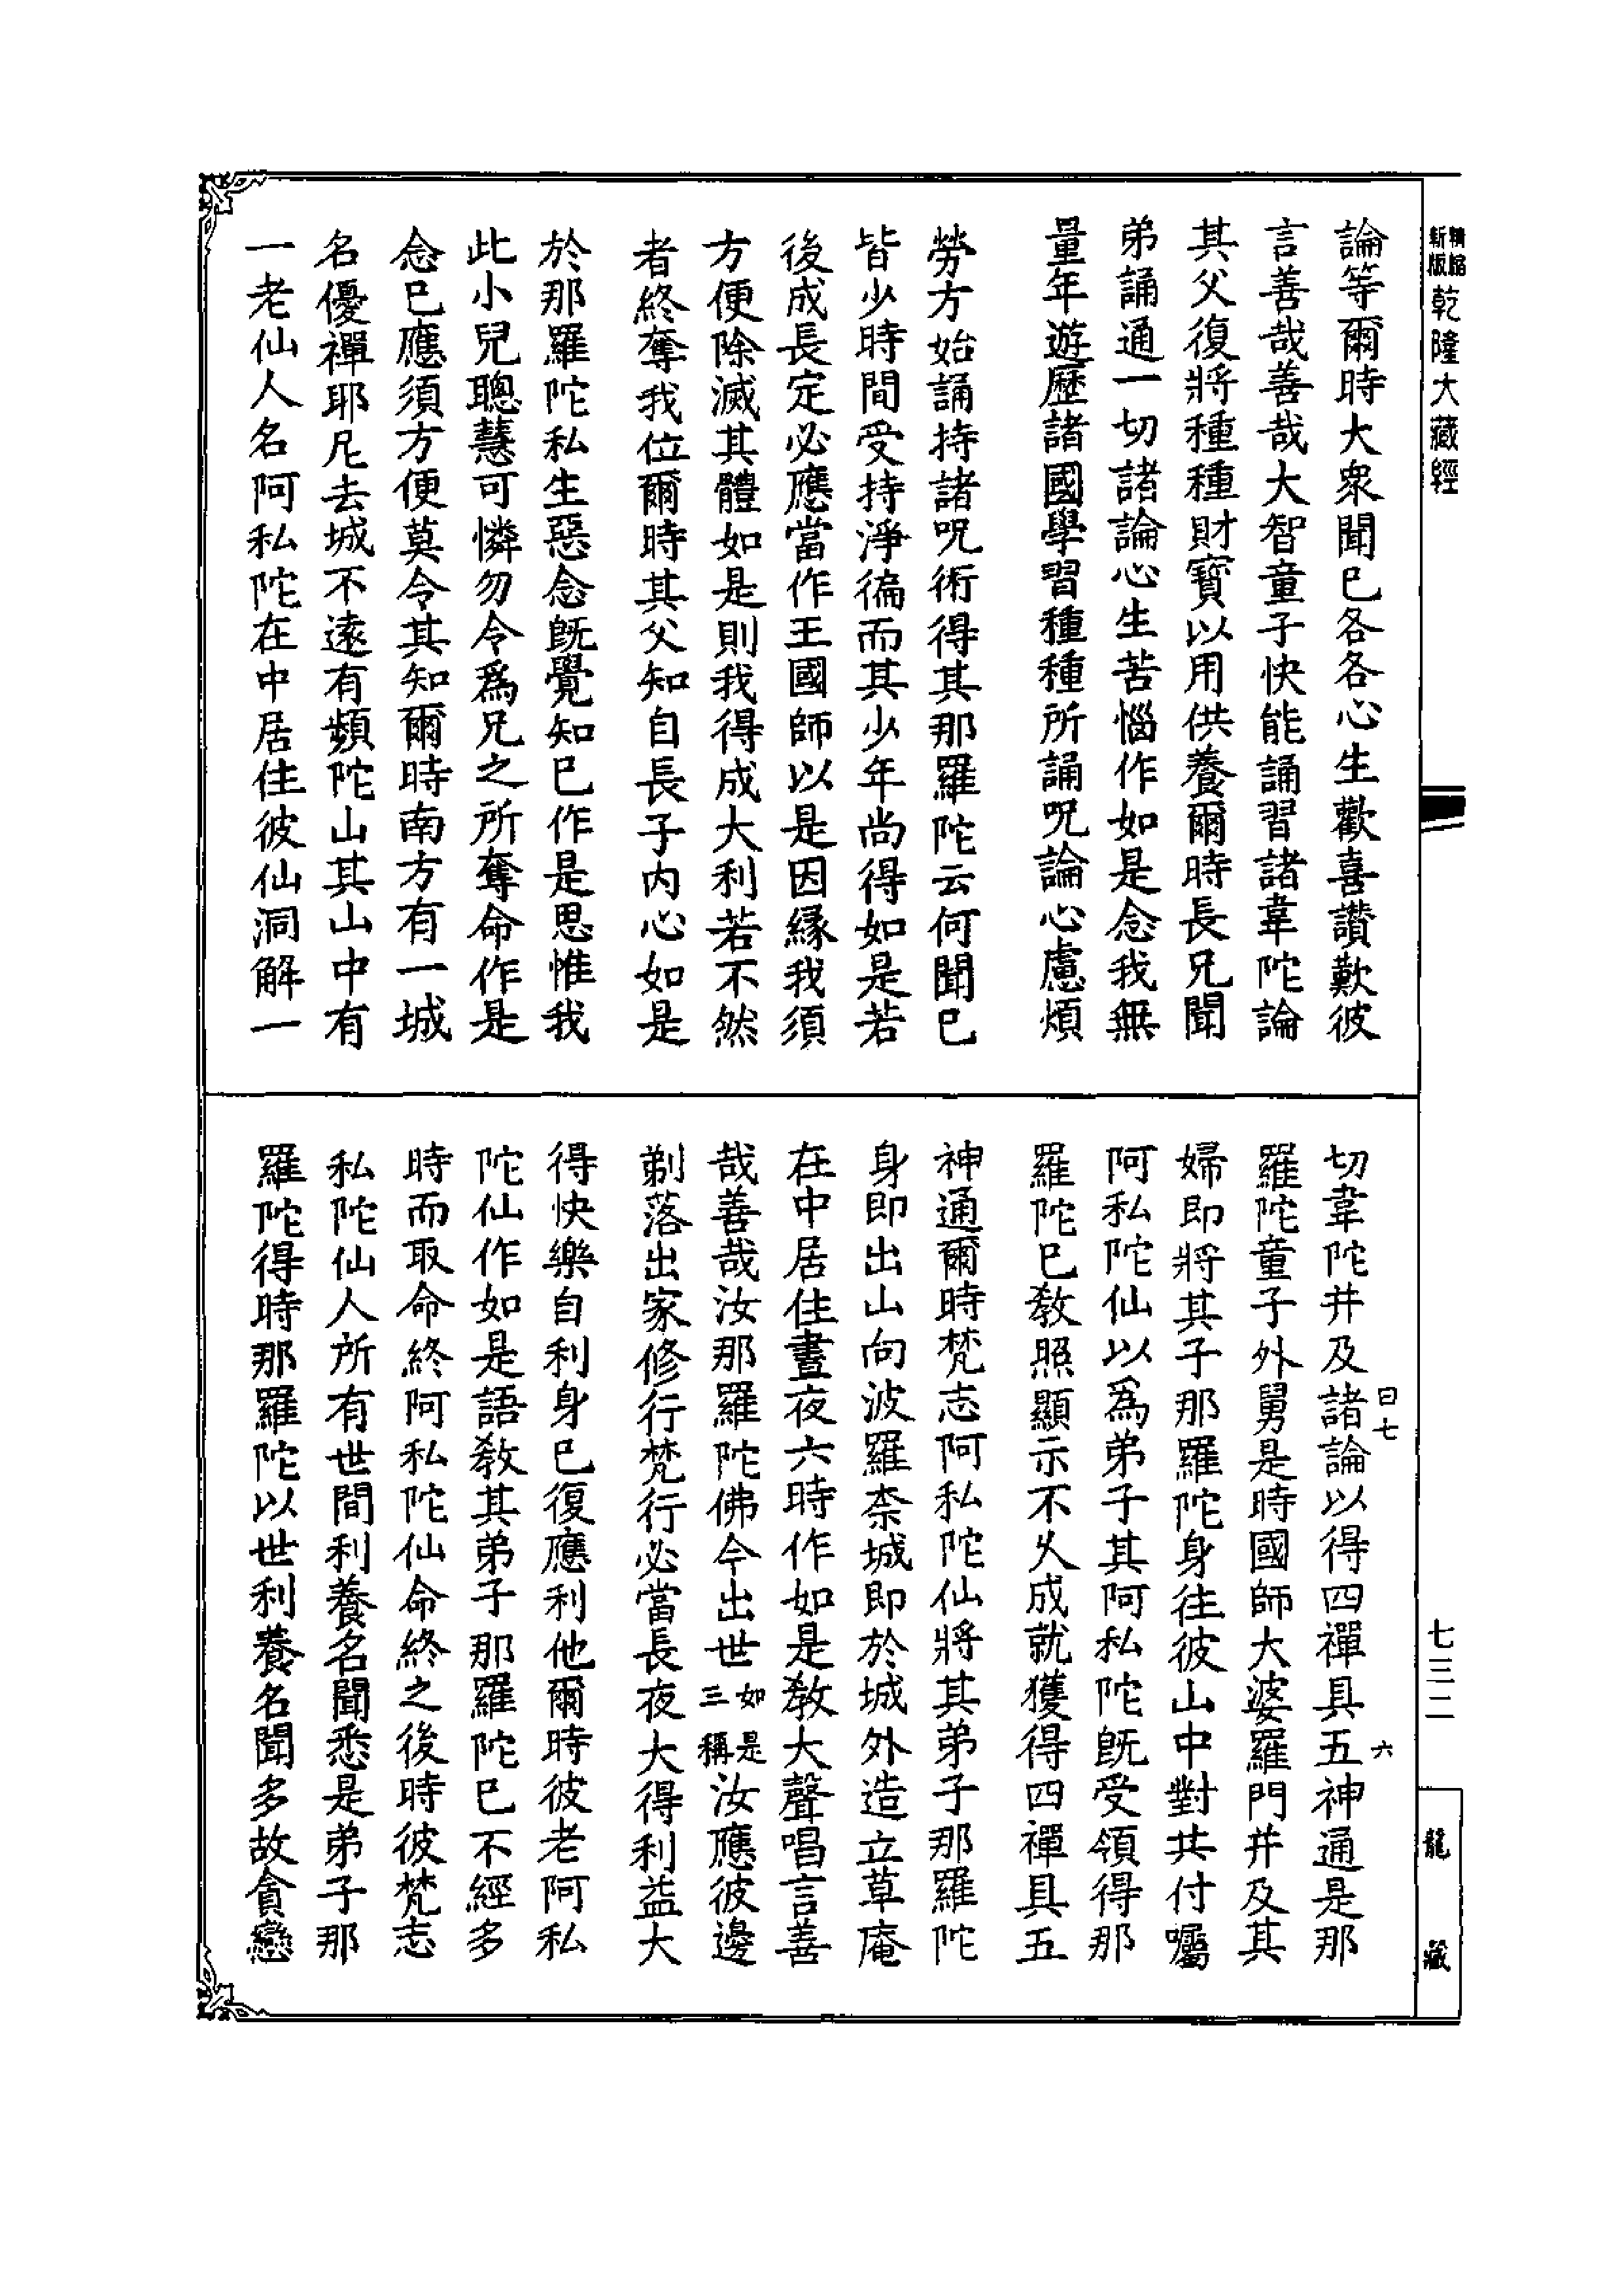 精縮新版乾隆大藏經
論等爾時大眾聞已各各心生歡喜讚歎彼
言善哉善哉大智童子快能誦習諸韋陀論
其父復將種種財寶以用供養爾時長兄聞
弟誦通一切諸論心生苦惱作如是念我無
量年遊歷諸國學習種種所誦呪論心慮煩
勞方始誦持諸呪術得其那羅陀云何聞已
皆少時間受持淨徧而其少年尚得如是若
後成長定必應當作王國師以是因緣我須
方便除滅其體如是則我得成大利若不然
者終奪我位爾時其父知自長子內心如是
於那羅陀私生惡念既覺知已作是思惟我
此小兒聰慧可憐勿令爲兄之所奪命作是
念已應須方便莫令其知爾時南方有一城
名優禪耶尼去城不遠有頻陀山其山中有
一老仙人名阿私陀在中居住彼仙洞解一
切韋陀井及諸論以得四禪具五神通是那
羅陀童子外舅是時國師大婆羅門井及其
婦即將其子那羅陀身往彼山中對共付囑
阿私陀仙以爲弟子其阿私陀既受領得那
羅陀已教照顯示不久成就獲得四禪具五
神通爾時梵志阿私陀仙將其弟子那羅陀
身即出山向波羅柰城即於城外造立草庵
在中居住晝夜六時作如是教大聲唱言善
哉善哉汝那羅陀佛今出世如是三稱汝應彼邊
剃落出家修行梵行必當長夜大得利益大
得快樂自利身已復應利他爾時彼老阿私
陀仙作如是語教其弟子那羅陀已不經多
時而取命終阿私陀仙命終之後時彼梵志
私陀仙人所有世間利養名聞悉是弟子那
羅陀得時那羅陀以世利養名聞多故貪戀
曰七
六
七三二
龍藏